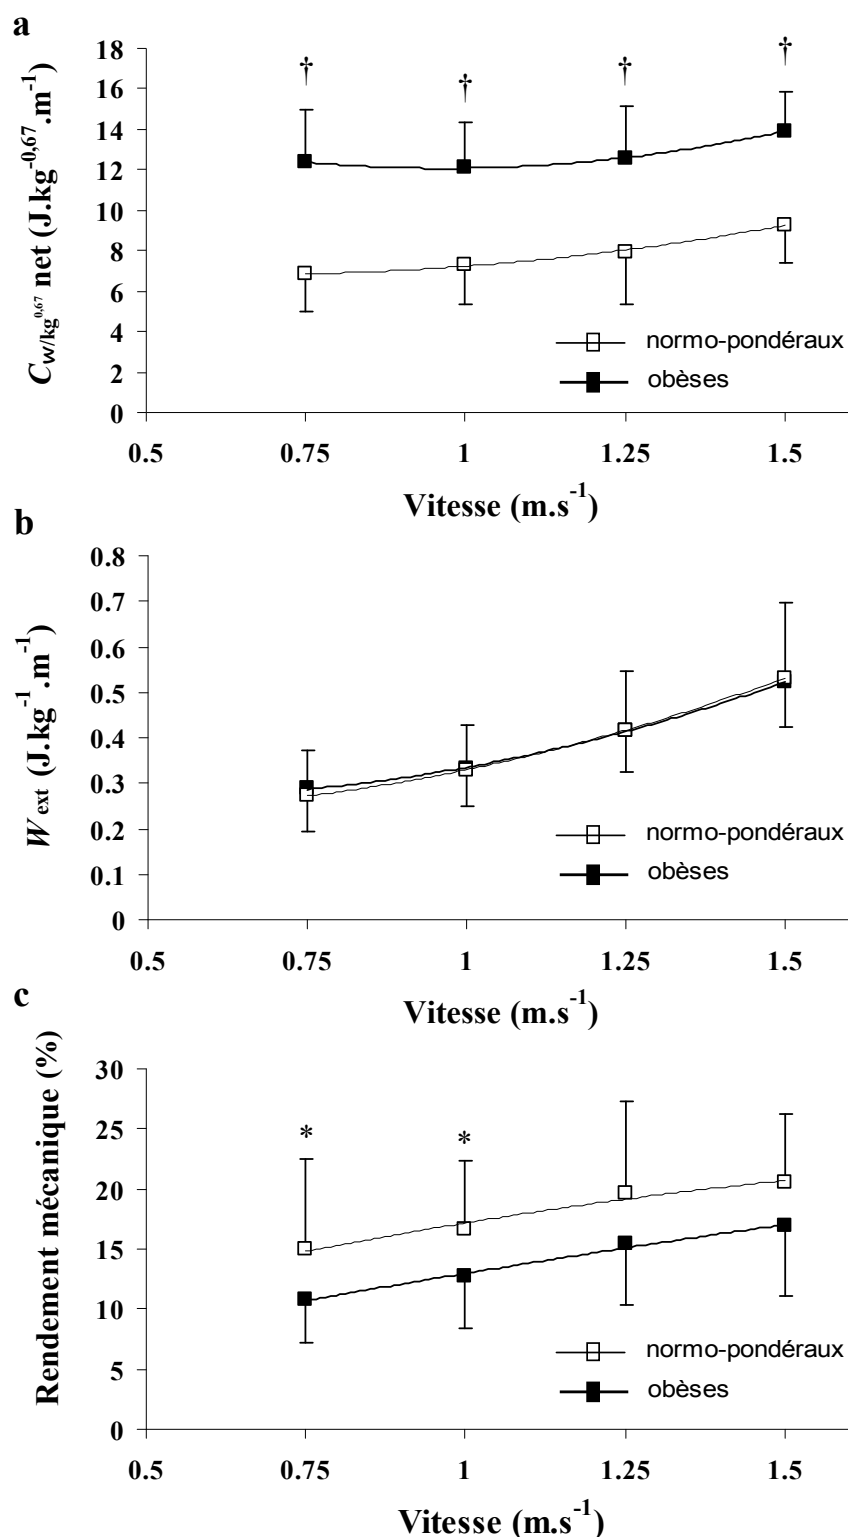 a
C_W/kg^0,67 net (J.kg^-0,67.m^-1)
18
16
14
12
10
8
6
4
2
0
† † † †
normo-pondéraux
obèses
0.5 0.75 1 1.25 1.5
Vitesse (m.s^-1)
b
W_ext (J.kg^-1.m^-1)
0.8
0.7
0.6
0.5
0.4
0.3
0.2
0.1
0
normo-pondéraux
obèses
0.5 0.75 1 1.25 1.5
Vitesse (m.s^-1)
c
Rendement mécanique (%)
30
25
20
15
10
5
0
* *
normo-pondéraux
obèses
0.5 0.75 1 1.25 1.5
Vitesse (m.s^-1)